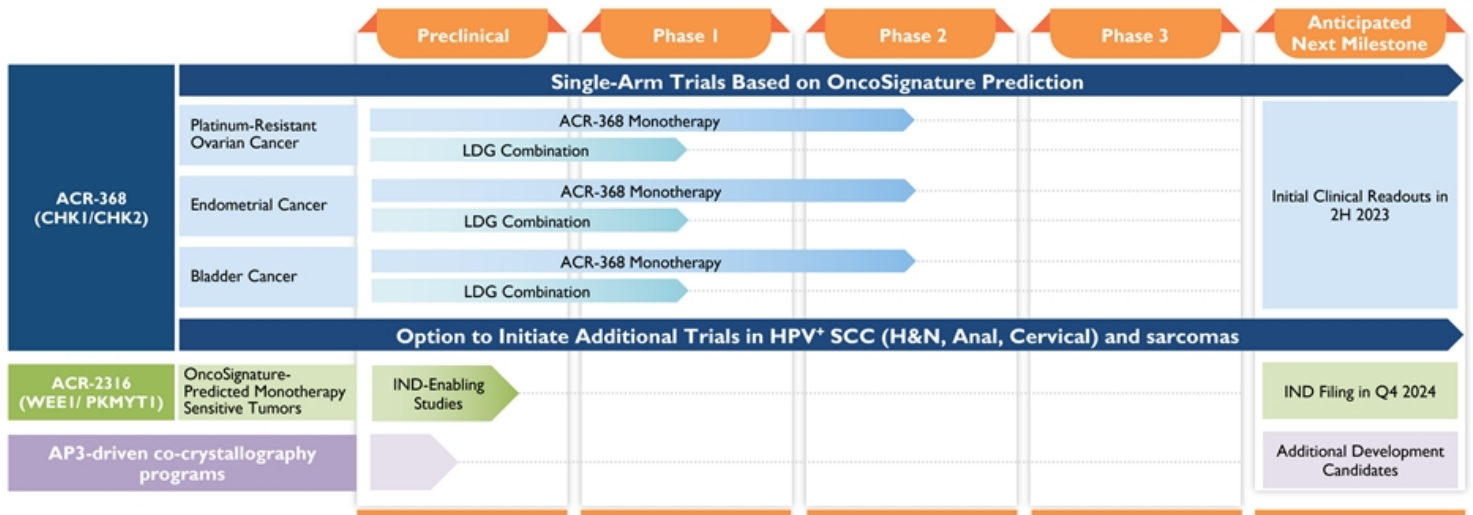 Preclinical
Phase 1
Phase 2
Phase 3
Anticipated
Next Milestone
Single-Arm Trials Based on OncoSignature Prediction
ACR-368
(CHK1/CHK2)
Platinum-Resistant
Ovarian Cancer
ACR-368 Monotherapy
LDG Combination
Endometrial Cancer
ACR-368 Monotherapy
LDG Combination
Bladder Cancer
ACR-368 Monotherapy
LDG Combination
Initial Clinical Readouts in
2H 2023
Option to Initiate Additional Trials in HPV⁺ SCC (H&N, Anal, Cervical) and sarcomas
ACR-2316
(WEE1/ PKMYT1)
OncoSignature-
Predicted Monotherapy
Sensitive Tumors
IND-Enabling
Studies
IND Filing in Q4 2024
AP3-driven co-crystallography
programs
Additional Development
Candidates